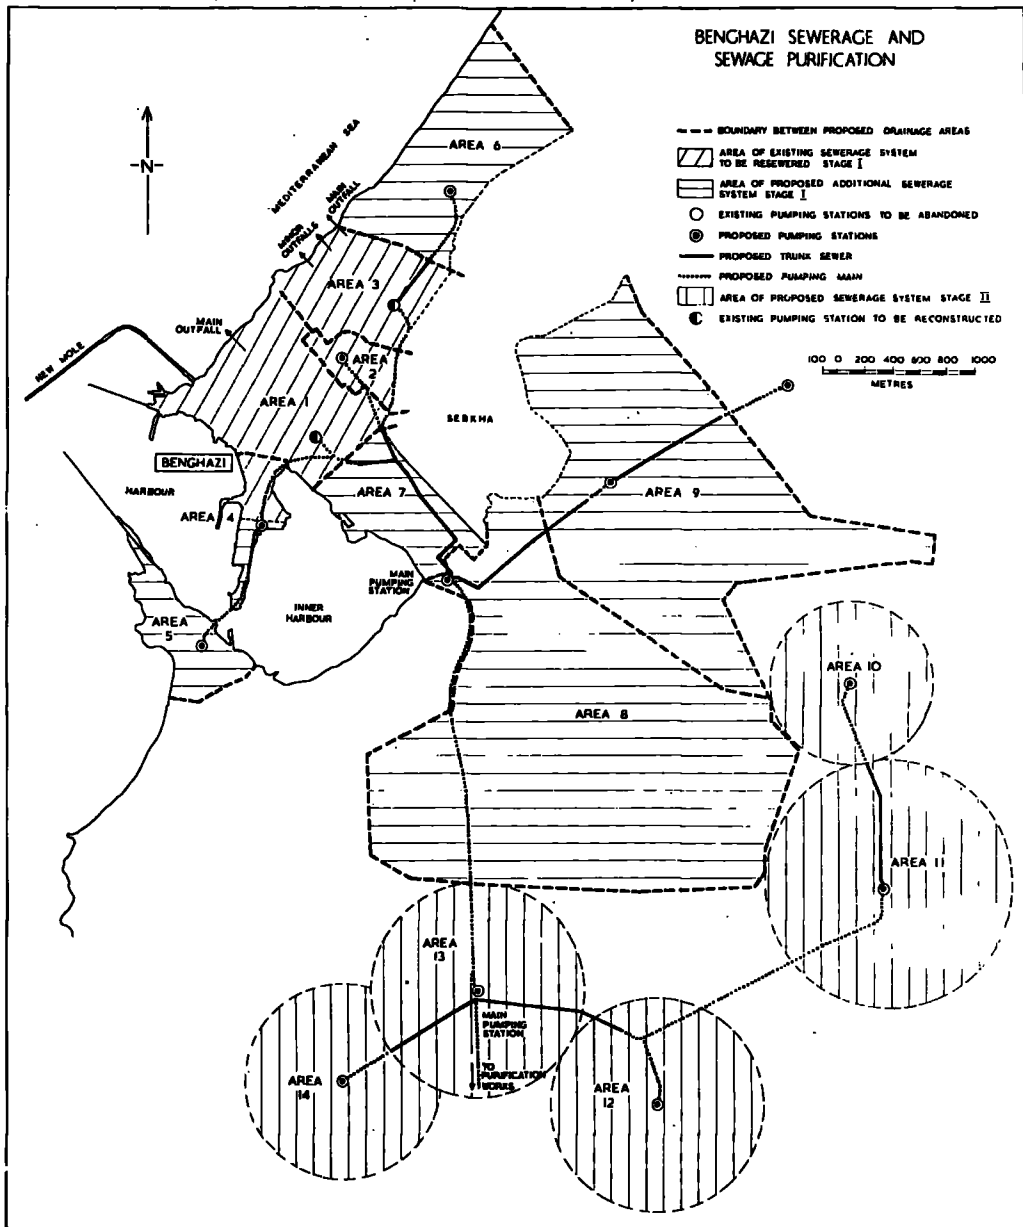 BENGHAZI SEWERAGE AND
SEWAGE PURIFICATION
BOUNDARY BETWEEN PROPOSED DRAINAGE AREAS
AREA OF EXISTING SEWERAGE SYSTEM
TO BE RESEWERED STAGE I
AREA OF PROPOSED ADDITIONAL SEWERAGE
SYSTEM STAGE I
EXISTING PUMPING STATIONS TO BE ABANDONED
PROPOSED PUMPING STATIONS
PROPOSED TRUNK SEWER
PROPOSED PUMPING MAIN
AREA OF PROPOSED SEWERAGE SYSTEM STAGE II
EXISTING PUMPING STATION TO BE RECONSTRUCTED
100 0 200 400 600 800 1000
METRES
-N-
MEDITERRANEAN SEA
MAIN
OUTFALL
MINOR
OUTFALLS
AREA 6
AREA 3
MAIN
OUTFALL
NEW MOLE
AREA
2
AREA 1
SEBKHA
BENGHAZI
HARBOUR
AREA 7
AREA 9
AREA 4
MAIN
PUMPING
STATION
INNER
HARBOUR
AREA
5
AREA 10
AREA 8
AREA 11
AREA
13
MAIN
PUMPING
STATION
TO
PURIFICATION
WORKS
AREA
14
AREA
12